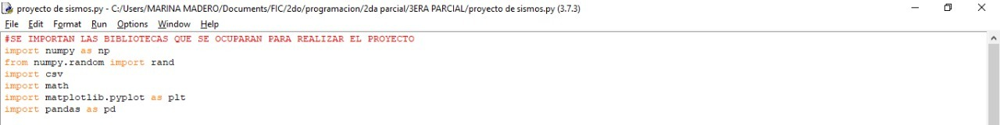 proyecto de sismos.py - C:/Users/MARINA MADERO/Documents/FIC/2do/programacion/2da parcial/3ERA PARCIAL/proyecto de sismos.py (3.7.3)
File Edit Format Run Options Window Help
#SE IMPORTAN LAS BIBLIOTECAS QUE SE OCUPARAN PARA REALIZAR EL PROYECTO
import numpy as np
from numpy.random import rand
import csv
import math
import matplotlib.pyplot as plt
import pandas as pd